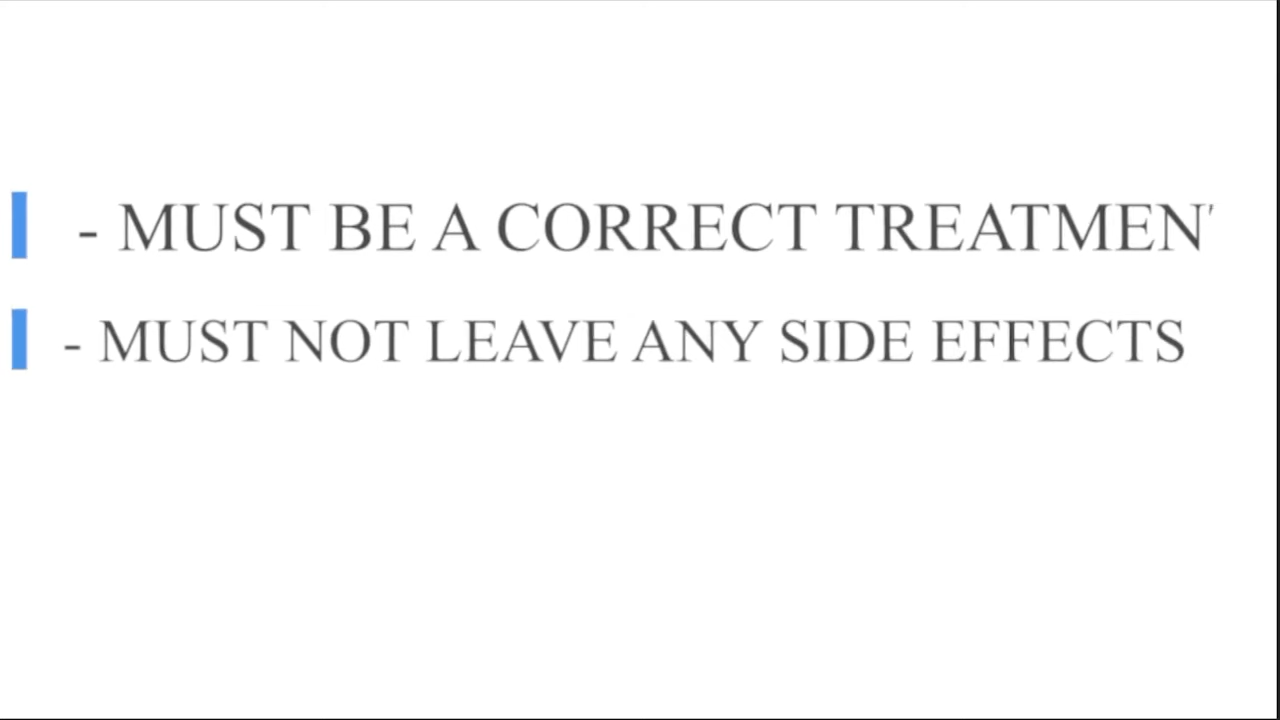 - MUST BE A CORRECT TREATMEN
- MUST NOT LEAVE ANY SIDE EFFECTS